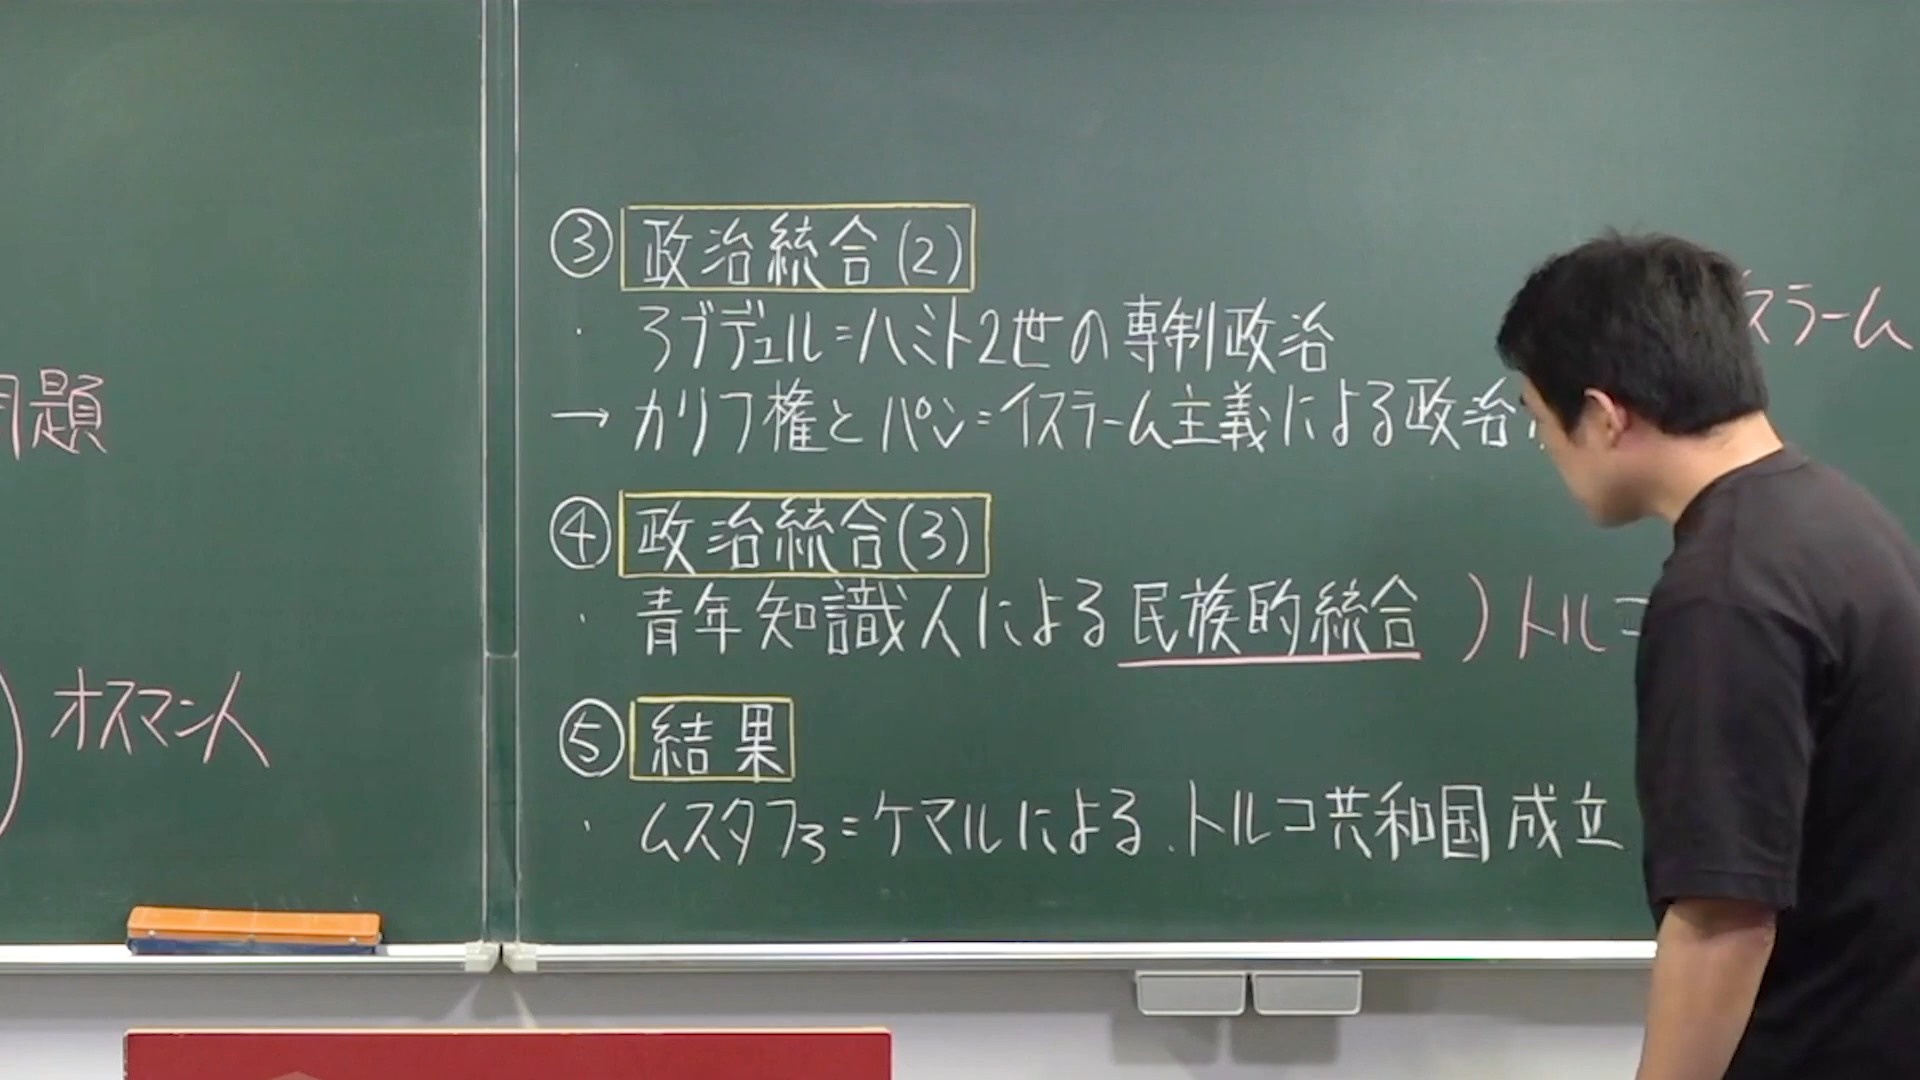 問題
オスマン人
③ 政治統合(2)
・アブデュル=ハミト2世の専制政治
→カリフ権とパン=イスラーム主義による政治
スラーム
④ 政治統合(3)
・青年知識人による民族的統合 )トルコ
⑤ 結果
・ムスタファ=ケマルによる.トルコ共和国成立